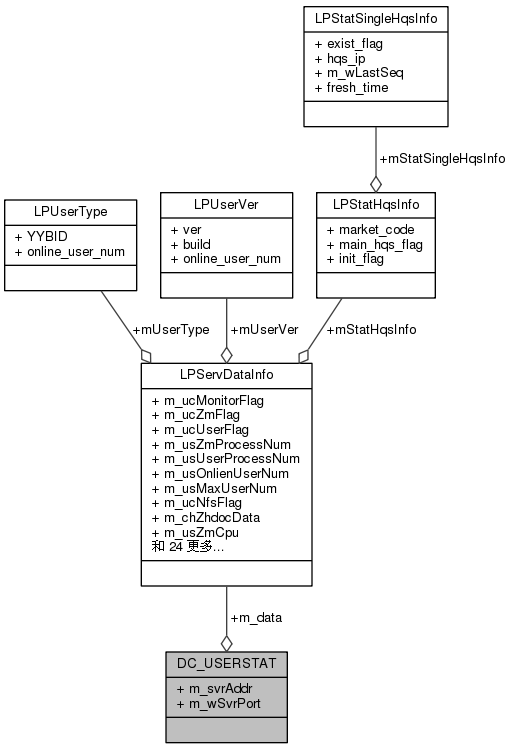 LPStatSingleHqsInfo
+ exist_flag
+ hqs_ip
+ m_wLastSeq
+ fresh_time
+mStatSingleHqsInfo
LPUserType
+ YYBID
+ online_user_num
LPUserVer
+ ver
+ build
+ online_user_num
LPStatHqsInfo
+ market_code
+ main_hqs_flag
+ init_flag
+mUserType
+mUserVer
+mStatHqsInfo
LPServDataInfo
+ m_ucMonitorFlag
+ m_ucZmFlag
+ m_ucUserFlag
+ m_usZmProcessNum
+ m_usUserProcessNum
+ m_usOnlienUserNum
+ m_usMaxUserNum
+ m_ucNfsFlag
+ m_chZhdocData
+ m_usZmCpu
和 24 更多...
+m_data
DC_USERSTAT
+ m_svrAddr
+ m_wSvrPort